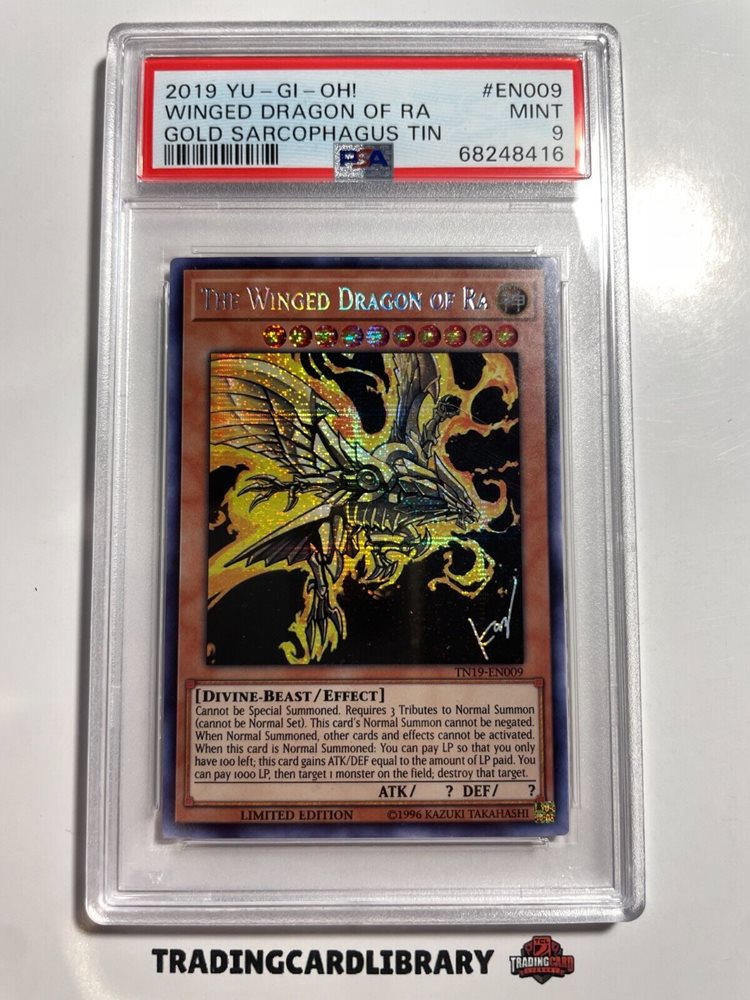 2019 YU-GI-OH! #EN009
WINGED DRAGON OF RA MINT
GOLD SARCOPHAGUS TIN 9
PSA 68248416
THE WINGED DRAGON OF RA 神
TN19-EN009
[DIVINE-BEAST/EFFECT]
Cannot be Special Summoned. Requires 3 Tributes to Normal Summon
(cannot be Normal Set). This card's Normal Summon cannot be negated.
When Normal Summoned, other cards and effects cannot be activated.
When this card is Normal Summoned: You can pay LP so that you only
have 100 left; this card gains ATK/DEF equal to the amount of LP paid. You
can pay 1000 LP, then target 1 monster on the field; destroy that target.
ATK/ ? DEF/ ?
LIMITED EDITION ©1996 KAZUKI TAKAHASHI
TRADINGCARDLIBRARY TCL
TRADINGCARD
LIBRARY